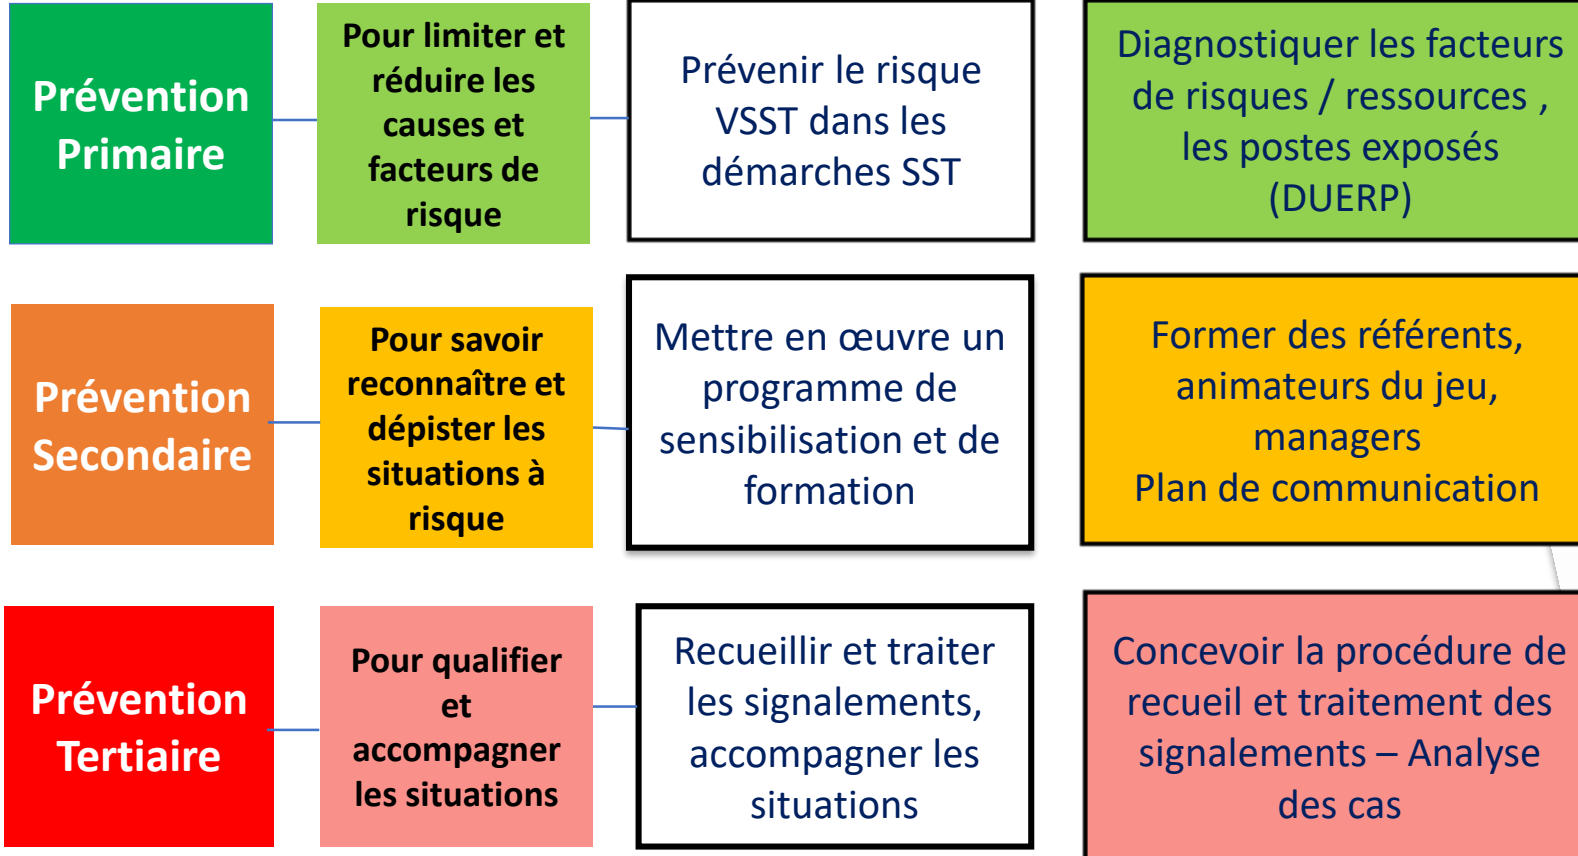 Prévention
Primaire
Pour limiter et
réduire les
causes et
facteurs de
risque
Prévenir le risque
VSST dans les
démarches SST
Diagnostiquer les facteurs
de risques / ressources ,
les postes exposés
(DUERP)
Prévention
Secondaire
Pour savoir
reconnaître et
dépister les
situations à
risque
Mettre en œuvre un
programme de
sensibilisation et de
formation
Former des référents,
animateurs du jeu,
managers
Plan de communication
Prévention
Tertiaire
Pour qualifier
et
accompagner
les situations
Recueillir et traiter
les signalements,
accompagner les
situations
Concevoir la procédure de
recueil et traitement des
signalements – Analyse
des cas